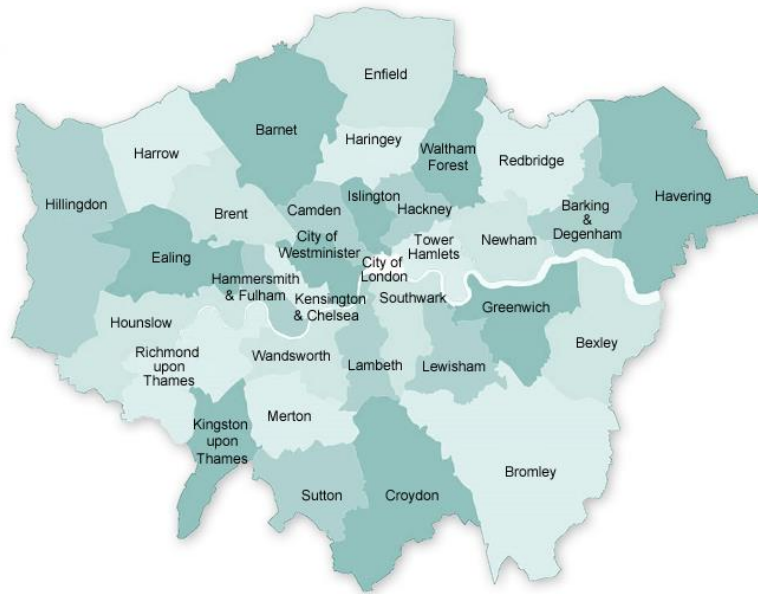 Enfield
Barnet
Haringey
Waltham
Forest
Harrow
Redbridge
Havering
Hillingdon
Brent
Camden
Islington
Hackney
Barking
&
Degenham
City of
Westminister
Tower
Hamlets
Newham
Ealing
City of
London
Hammersmith
& Fulham
Kensington
& Chelsea
Southwark
Greenwich
Hounslow
Richmond
upon
Thames
Wandsworth
Lambeth
Lewisham
Bexley
Kingston
upon
Thames
Merton
Sutton
Croydon
Bromley